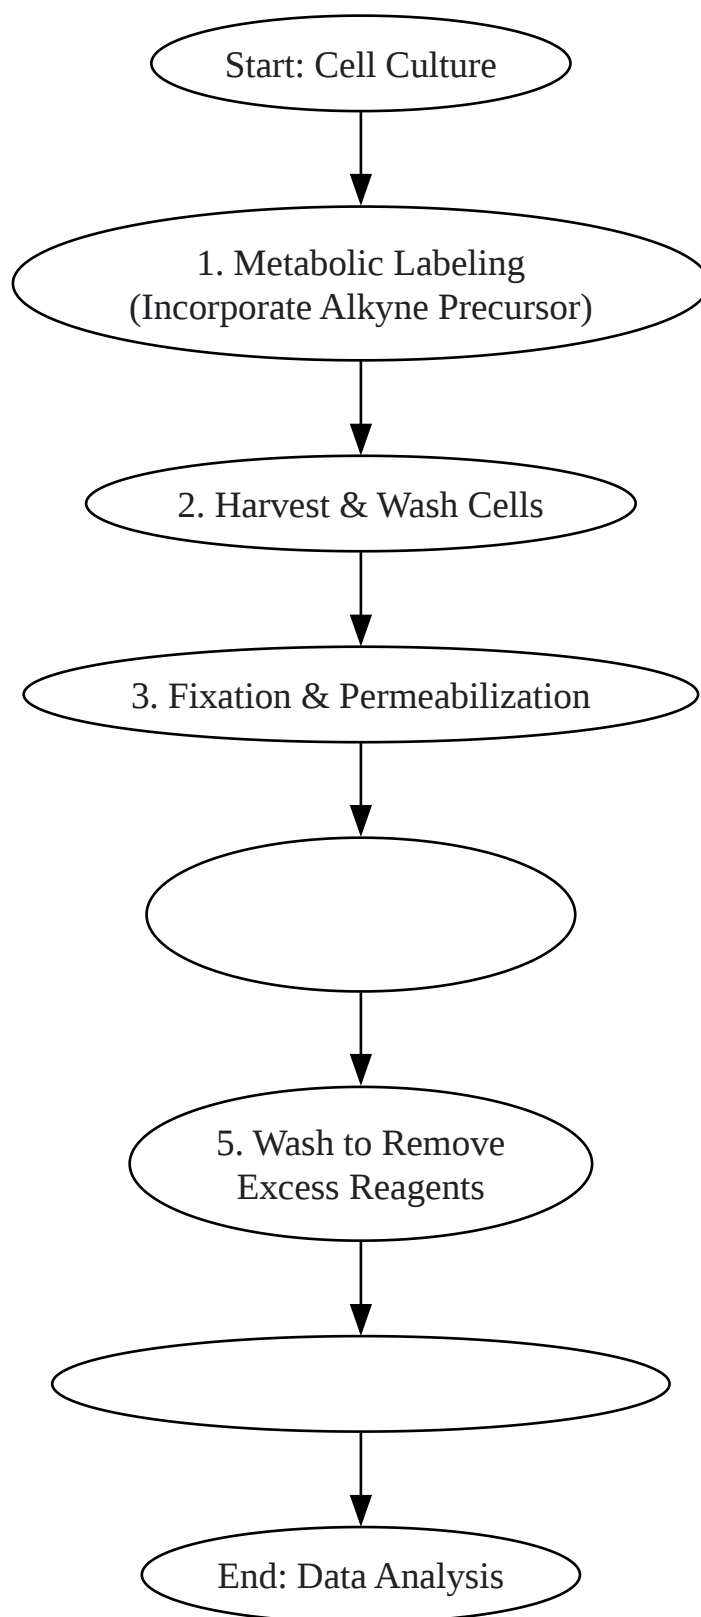 Start: Cell Culture
1. Metabolic Labeling
(Incorporate Alkyne Precursor)
2. Harvest & Wash Cells
3. Fixation & Permeabilization
5. Wash to Remove
Excess Reagents
End: Data Analysis